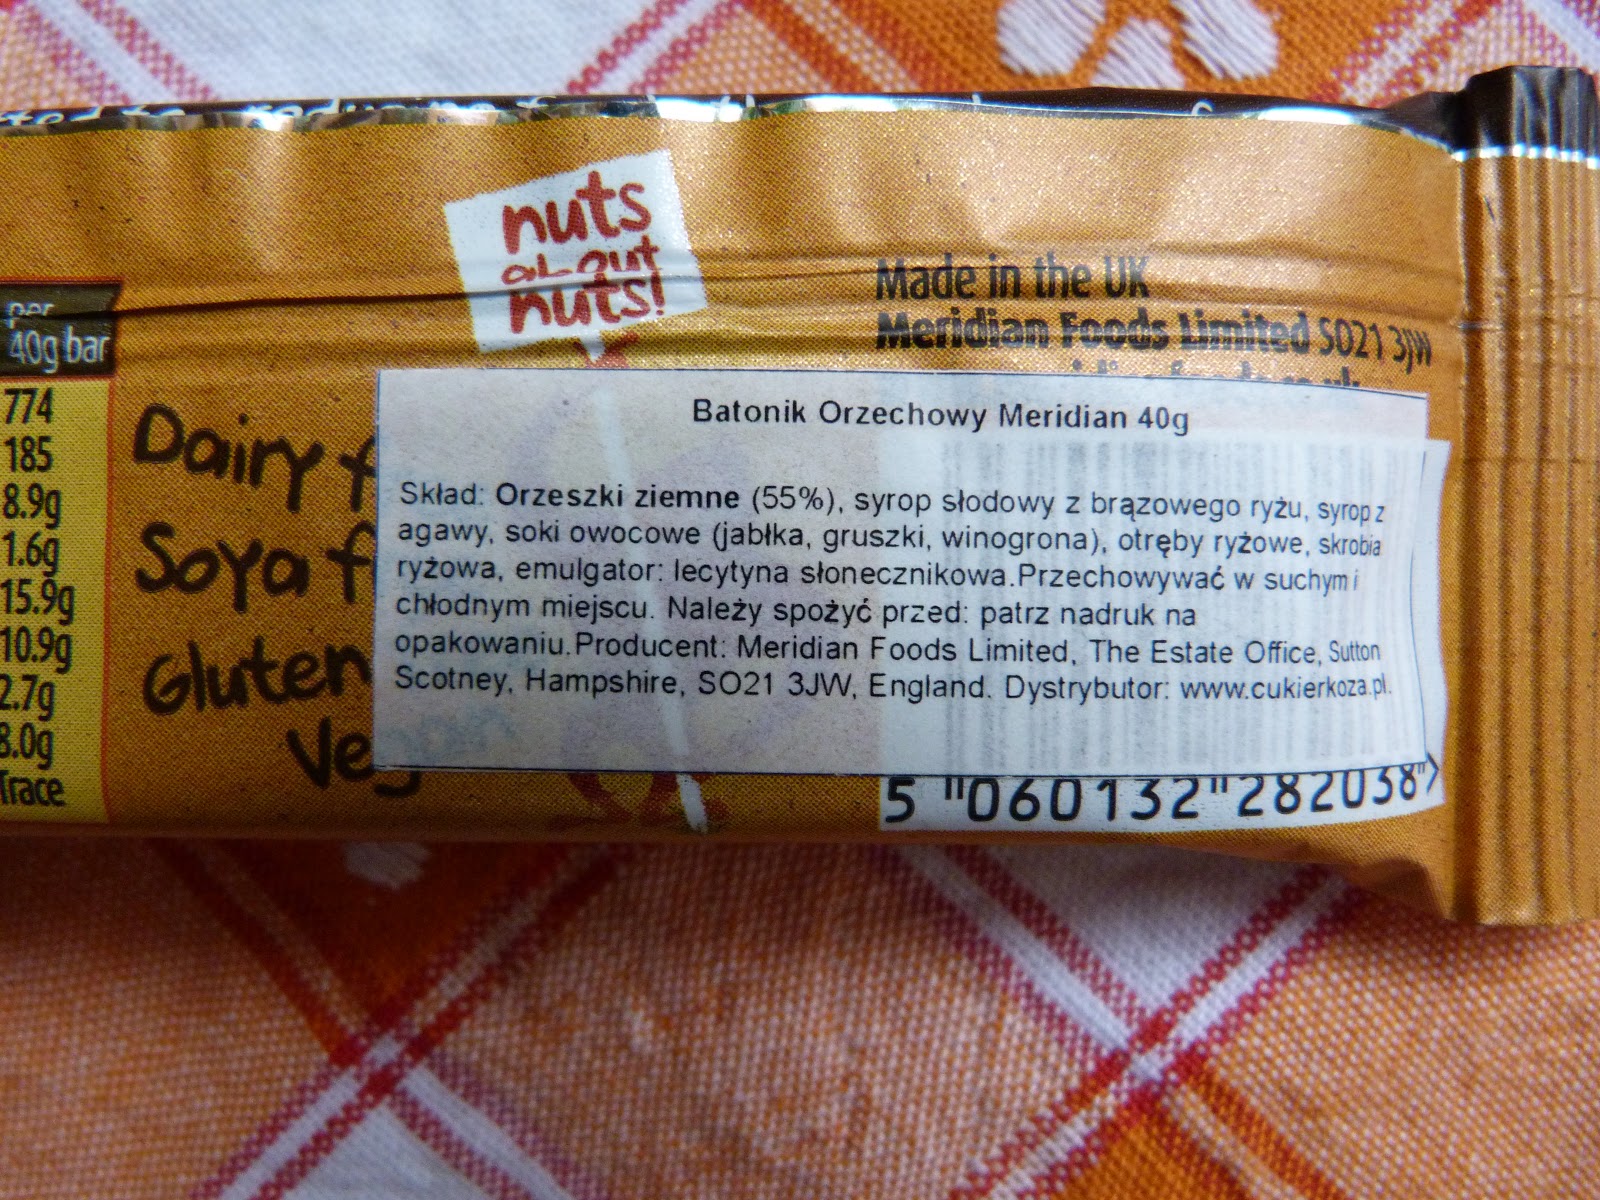 nuts
about
nuts!
Made in the UK
Meridian Foods Limited SO21 3JW
per
40g bar
774
185
8.9g
1.6g
15.9g
10.9g
2.7g
8.0g
Trace
Dairy f
Soya f
Gluten
Veg
Batonik Orzechowy Meridian 40g
Skład: Orzeszki ziemne (55%), syrop słodowy z brązowego ryżu, syrop z
agawy, soki owocowe (jabłka, gruszki, winogrona), otręby ryżowe, skrobia
ryżowa, emulgator: lecytyna słonecznikowa.Przechowywać w suchym i
chłodnym miejscu. Należy spożyć przed: patrz nadruk na
opakowaniu.Producent: Meridian Foods Limited, The Estate Office, Sutton
Scotney, Hampshire, SO21 3JW, England. Dystrybutor: www.cukierkoza.pl.
5 "060132"282038">